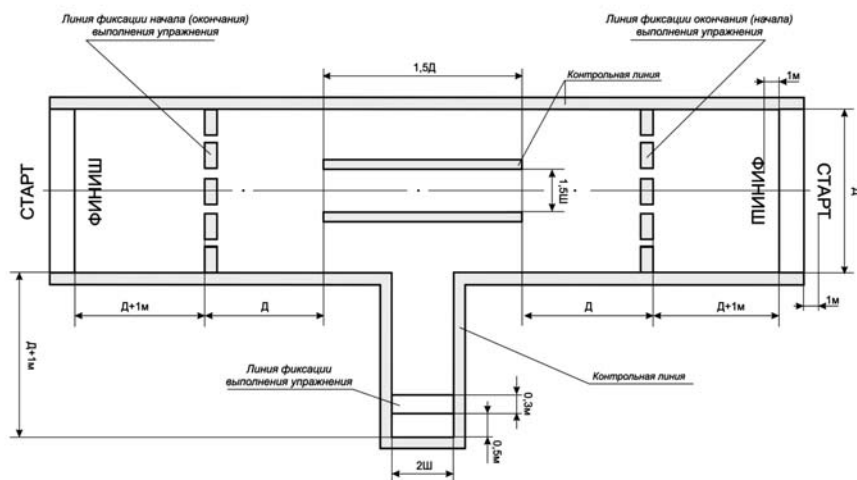 Линия фиксации начала (окончания)
выполнения упражнения
Линия фиксации окончания (начала)
выполнения упражнения
1,5Д
Контрольная линия
1м
СТАРТ
ФИНИШ
1,5Ш
ФИНИШ
СТАРТ
Д
Д+1м
Д
Д
Д+1м
1м
Д+1м
Линия фиксации
выполнения упражнения
Контрольная линия
0,3м
0,5м
2Ш